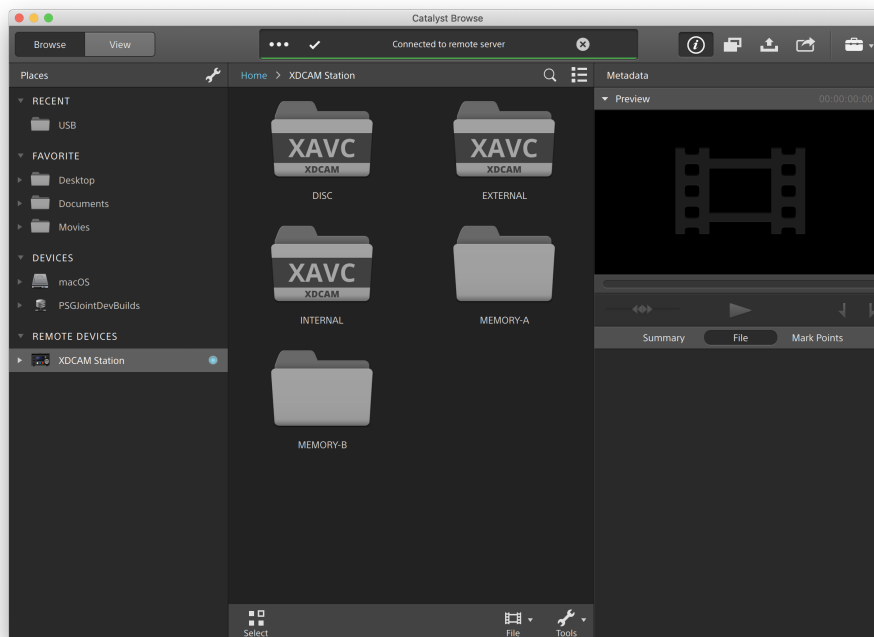 Catalyst Browse
Browse
View
Connected to remote server
Places
Home > XDCAM Station
Metadata
RECENT
USB
FAVORITE
Desktop
Documents
Movies
DEVICES
macOS
PSGJointDevBuilds
REMOTE DEVICES
XDCAM Station
XAVC
XDCAM
DISC
XAVC
XDCAM
EXTERNAL
XAVC
XDCAM
INTERNAL
MEMORY-A
MEMORY-B
Preview
00:00:00:00
Summary
File
Mark Points
Select
File
Tools